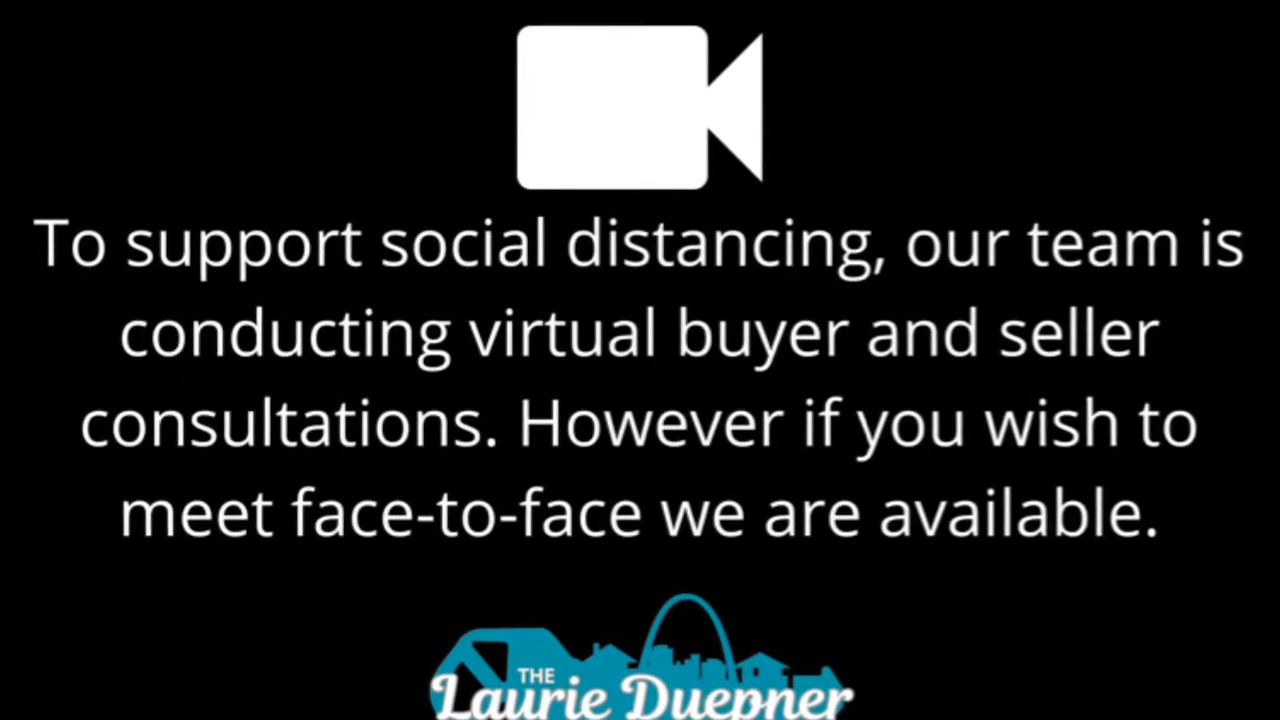 To support social distancing, our team is
conducting virtual buyer and seller
consultations. However if you wish to
meet face-to-face we are available.
THE
Laurie Duepner